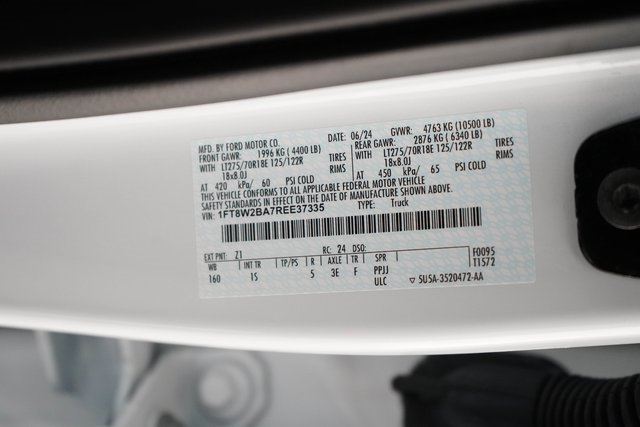 MFD. BY FORD MOTOR CO. DATE: 06/24 GVWR: 4763 KG (10500 LB)
FRONT GAWR: 1996 KG ( 4400 LB) REAR GAWR: 2876 KG ( 6340 LB)
WITH LT275/70R18E 125/122R TIRES WITH LT275/70R18E 125/122R TIRES
18x8.0J RIMS 18x8.0J RIMS
AT 420 kPa/ 60 PSI COLD AT 450 kPa/ 65 PSI COLD
THIS VEHICLE CONFORMS TO ALL APPLICABLE FEDERAL MOTOR VEHICLE
SAFETY STANDARDS IN EFFECT ON THE DATE OF MANUFACTURE SHOWN ABOVE.
VIN: 1FT8W2BA7REE37335 TYPE: Truck
EXT PNT: Z1 RC: 24 DSO: F0095
WB INT TR TP/PS R AXLE TR SPR T1572
160 IS 5 3E F PPJJ
ULC ▽ 5USA-3520472-AA